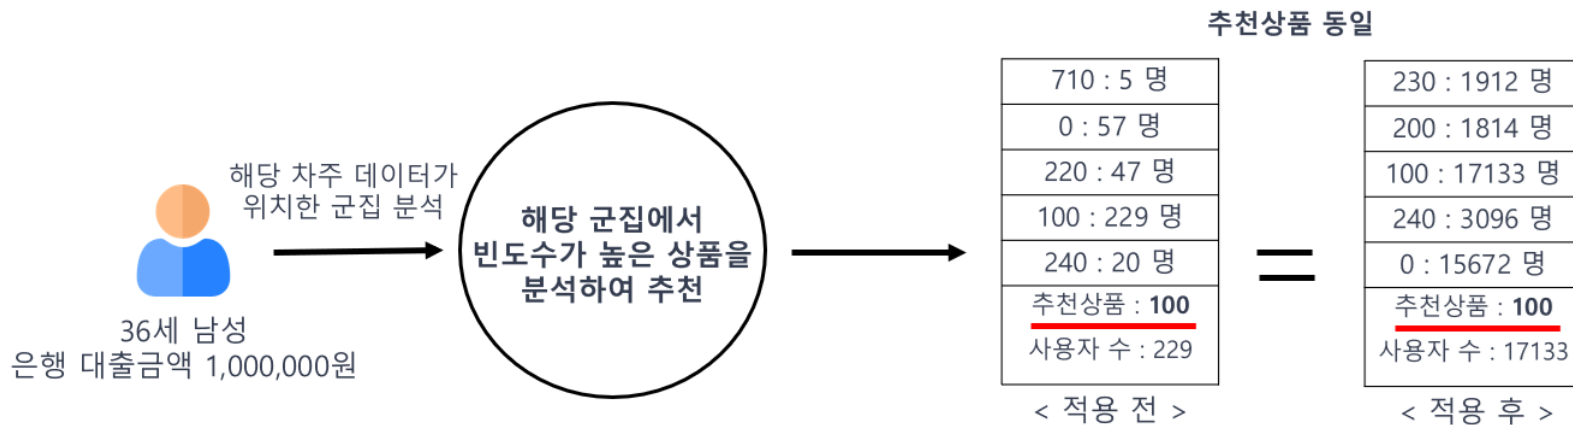 추천상품 동일
해당 차주 데이터가
위치한 군집 분석
36세 남성
은행 대출금액 1,000,000원
해당 군집에서
빈도수가 높은 상품을
분석하여 추천
710 : 5 명
0 : 57 명
220 : 47 명
100 : 229 명
240 : 20 명
추천상품 : 100
사용자 수 : 229
< 적용 전 >
230 : 1912 명
200 : 1814 명
100 : 17133 명
240 : 3096 명
0 : 15672 명
추천상품 : 100
사용자 수 : 17133
< 적용 후 >